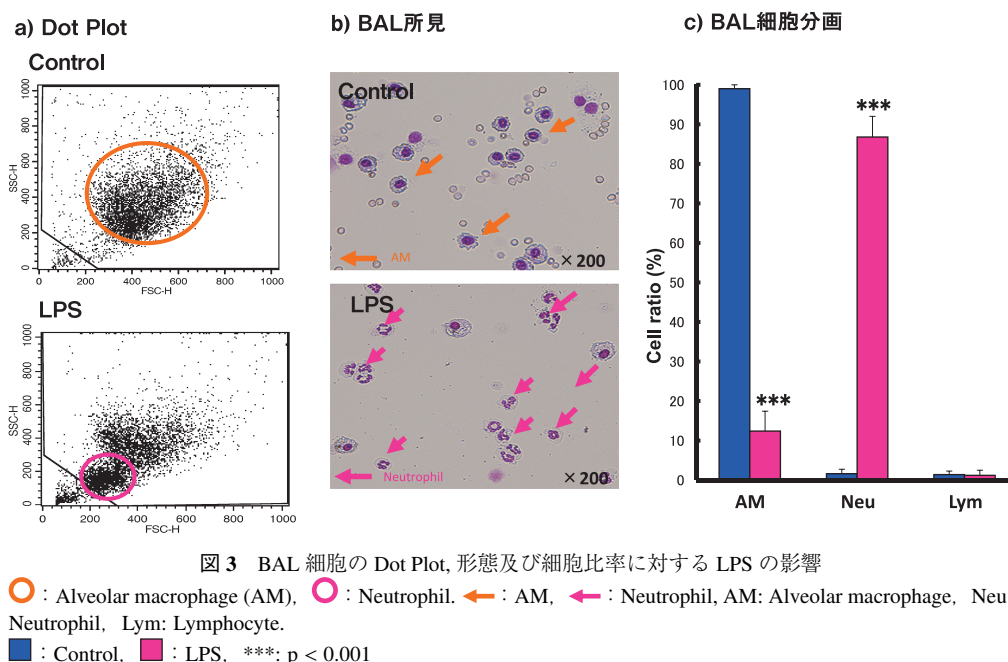 a) Dot Plot
Control
1000
800
600
400
200
0
SSC-H
0 200 400 600 800 1000
FSC-H
LPS
1000
800
600
400
200
0
SSC-H
0 200 400 600 800 1000
FSC-H
b) BAL所見
Control
AM
×200
LPS
Neutrophil
×200
c) BAL細胞分画
100
90
80
70
60
50
40
30
20
10
0
Cell ratio (%)
***
***
AM Neu Lym
図 3 BAL 細胞の Dot Plot, 形態及び細胞比率に対する LPS の影響
: Alveolar macrophage (AM), : Neutrophil. : AM, : Neutrophil, AM: Alveolar macrophage, Neu
Neutrophil, Lym: Lymphocyte.
: Control, : LPS, ***: p < 0.001